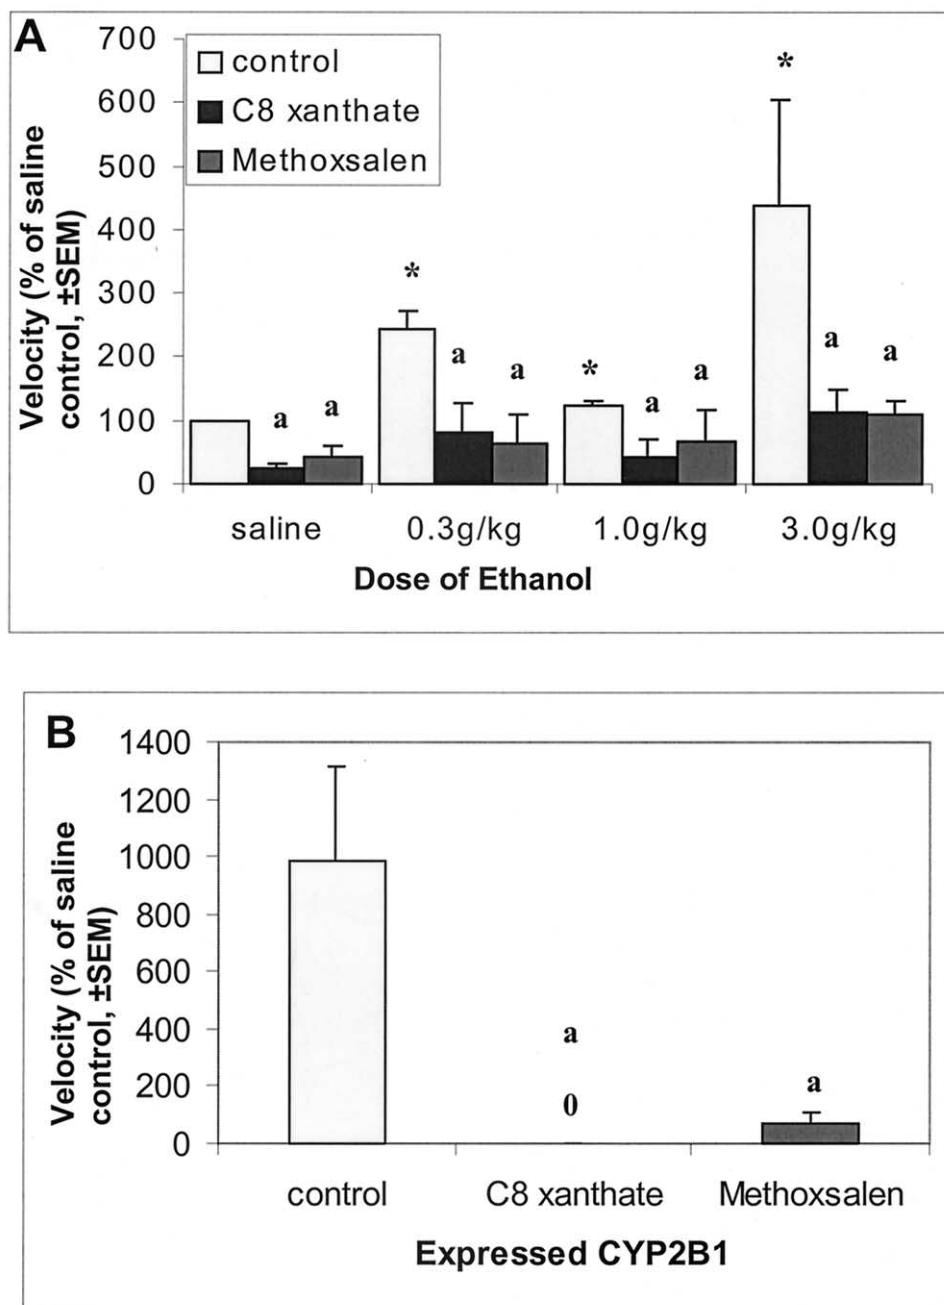 A
700
600
500
400
300
200
100
0
Velocity (% of saline
control, ±SEM)
control
C8 xanthate
Methoxsalen
a
a
*
a
a
*
a
a
*
a
a
saline
0.3g/kg
1.0g/kg
3.0g/kg
Dose of Ethanol
B
1400
1200
1000
800
600
400
200
0
Velocity (% of saline
control, ±SEM)
a
0
a
control
C8 xanthate
Methoxsalen
Expressed CYP2B1